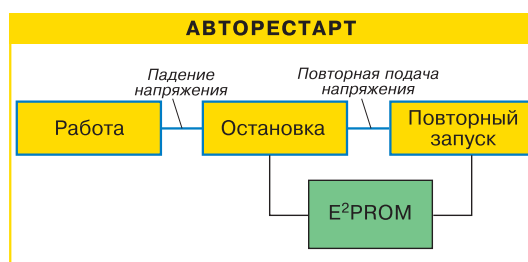 АВТОРЕСТАРТ
Падение
напряжения
Повторная подача
напряжения
Работа
Остановка
Повторный
запуск
E²PROM